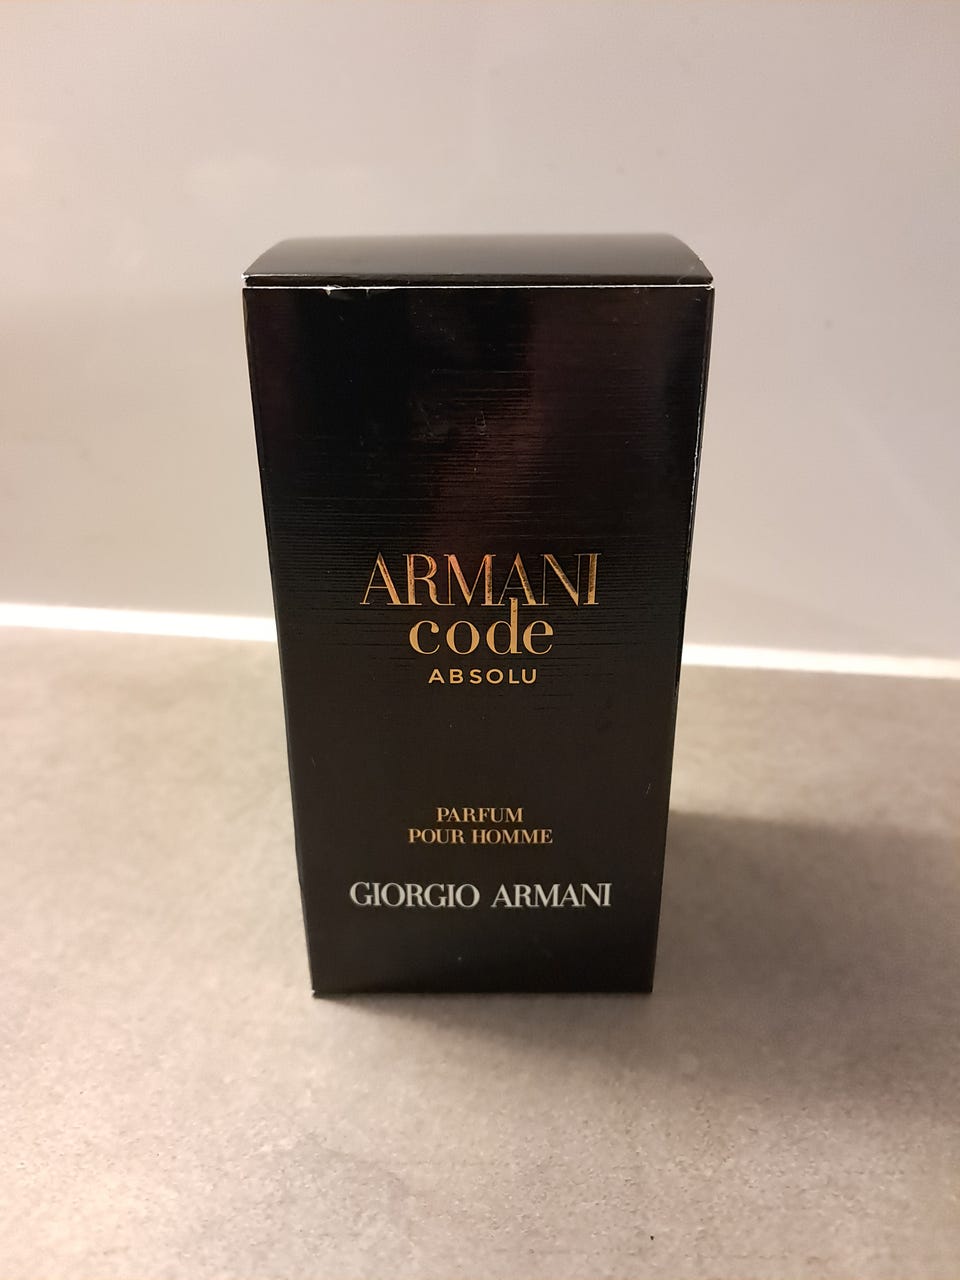 ARMANI
code
ABSOLU
PARFUM
POUR HOMME
GIORGIO ARMANI